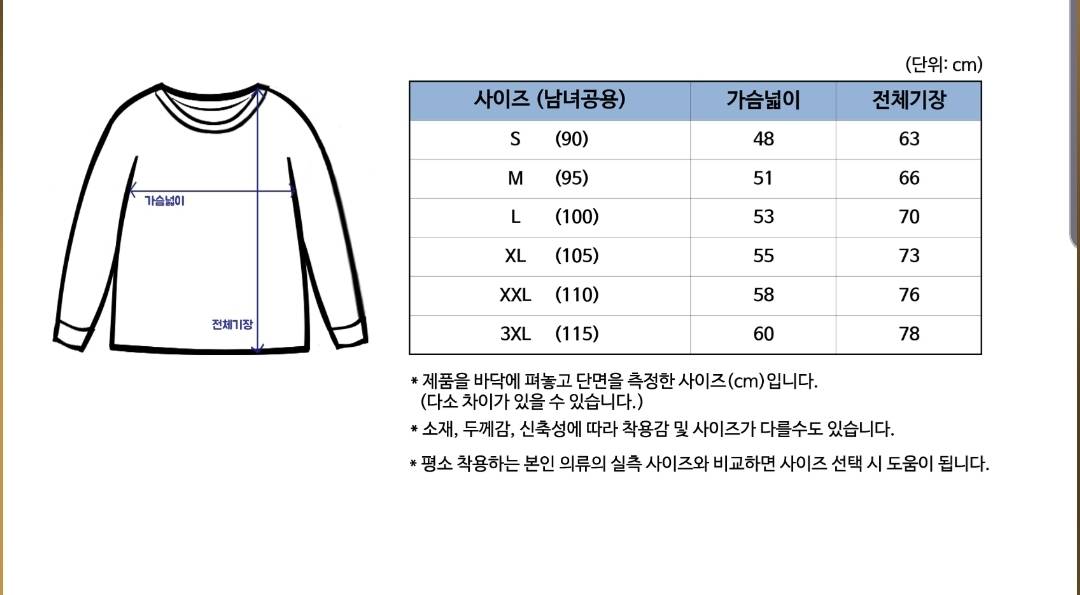 (단위: cm)
사이즈 (남녀공용) 가슴넓이 전체기장
S (90) 48 63
M (95) 51 66
L (100) 53 70
XL (105) 55 73
XXL (110) 58 76
3XL (115) 60 78
가슴넓이
전체기장
* 제품을 바닥에 펴놓고 단면을 측정한 사이즈(cm)입니다.
(다소 차이가 있을 수 있습니다.)
* 소재, 두께감, 신축성에 따라 착용감 및 사이즈가 다를수도 있습니다.
* 평소 착용하는 본인 의류의 실측 사이즈와 비교하면 사이즈 선택 시 도움이 됩니다.